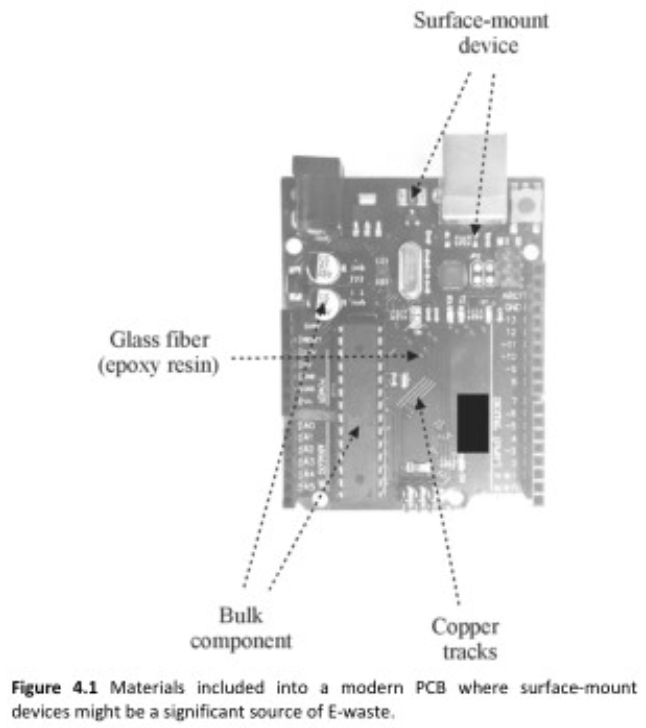 Surface-mount
device
Glass fiber
(epoxy resin)
Bulk
component
Copper
tracks
Figure 4.1 Materials included into a modern PCB where surface-mount
devices might be a significant source of E-waste.